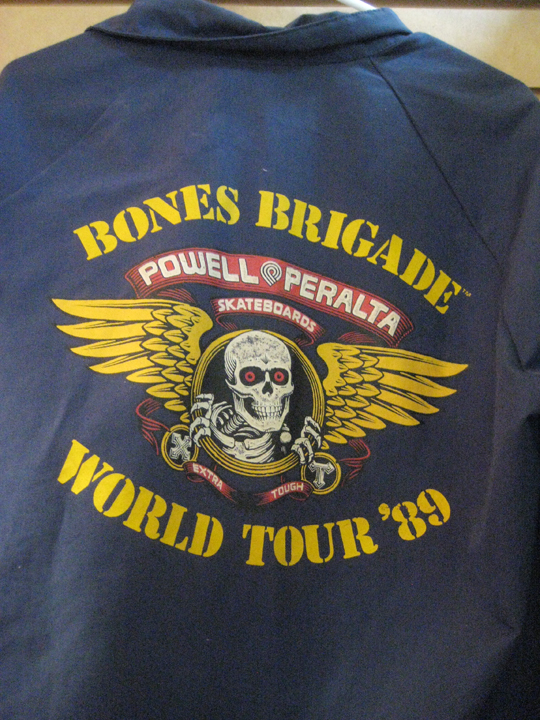 BONES BRIGADE™
POWELL PERALTA
SKATEBOARDS
EXTRA TOUGH
WORLD TOUR '89